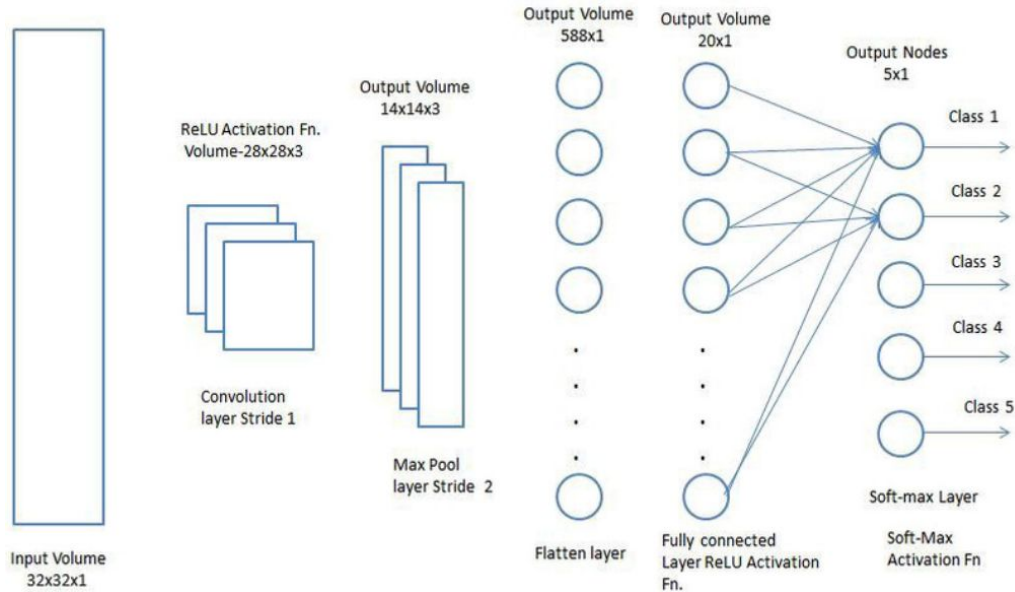 Input Volume
32x32x1
ReLU Activation Fn.
Volume-28x28x3
Convolution
layer Stride 1
Output Volume
14x14x3
Max Pool
layer Stride 2
Output Volume
588x1
Flatten layer
Output Volume
20x1
Fully connected
Layer ReLU Activation
Fn.
Output Nodes
5x1
Class 1
Class 2
Class 3
Class 4
Class 5
Soft-max Layer
Soft-Max
Activation Fn